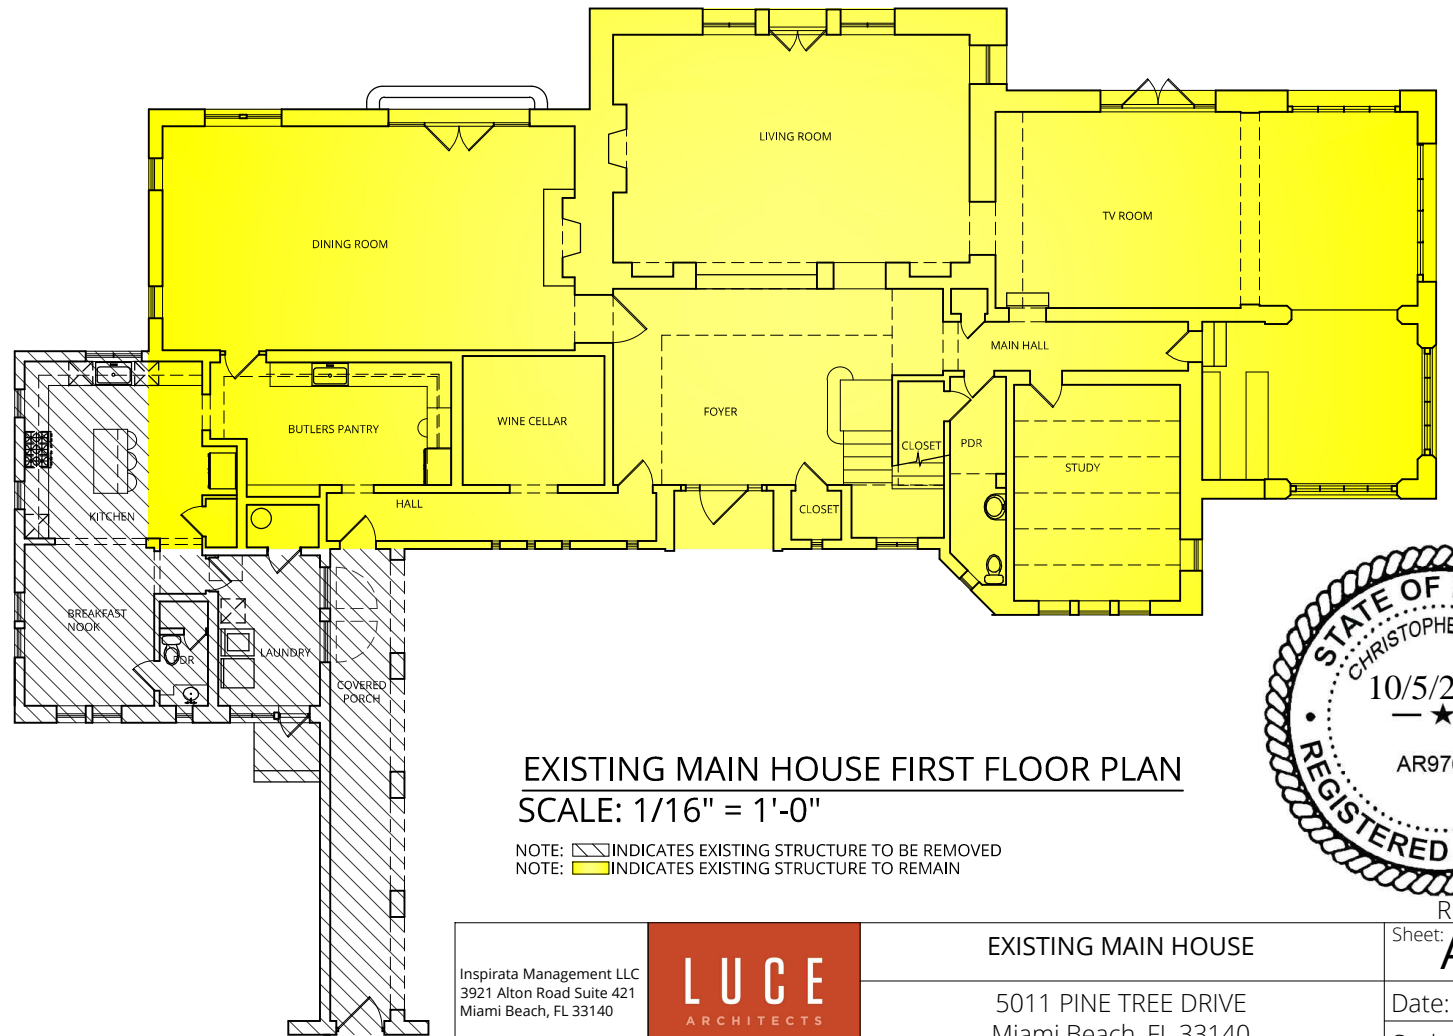 LIVING ROOM
TV ROOM
DINING ROOM
MAIN HALL
FOYER
WINE CELLAR
BUTLERS PANTRY
CLOSET
PDR
STUDY
HALL
CLOSET
KITCHEN
BREAKFAST
NOOK
PDR
LAUNDRY
COVERED
PORCH
EXISTING MAIN HOUSE FIRST FLOOR PLAN
SCALE: 1/16" = 1'-0"
NOTE: INDICATES EXISTING STRUCTURE TO BE REMOVED
NOTE: INDICATES EXISTING STRUCTURE TO REMAIN
STATE OF
10/5/2
REGISTERED
Inspirata Management LLC
3921 Alton Road Suite 421
Miami Beach, FL 33140
LUCE
ARCHITECTS
EXISTING MAIN HOUSE
5011 PINE TREE DRIVE
Miami Beach, FL 33140
Sheet:
Date: